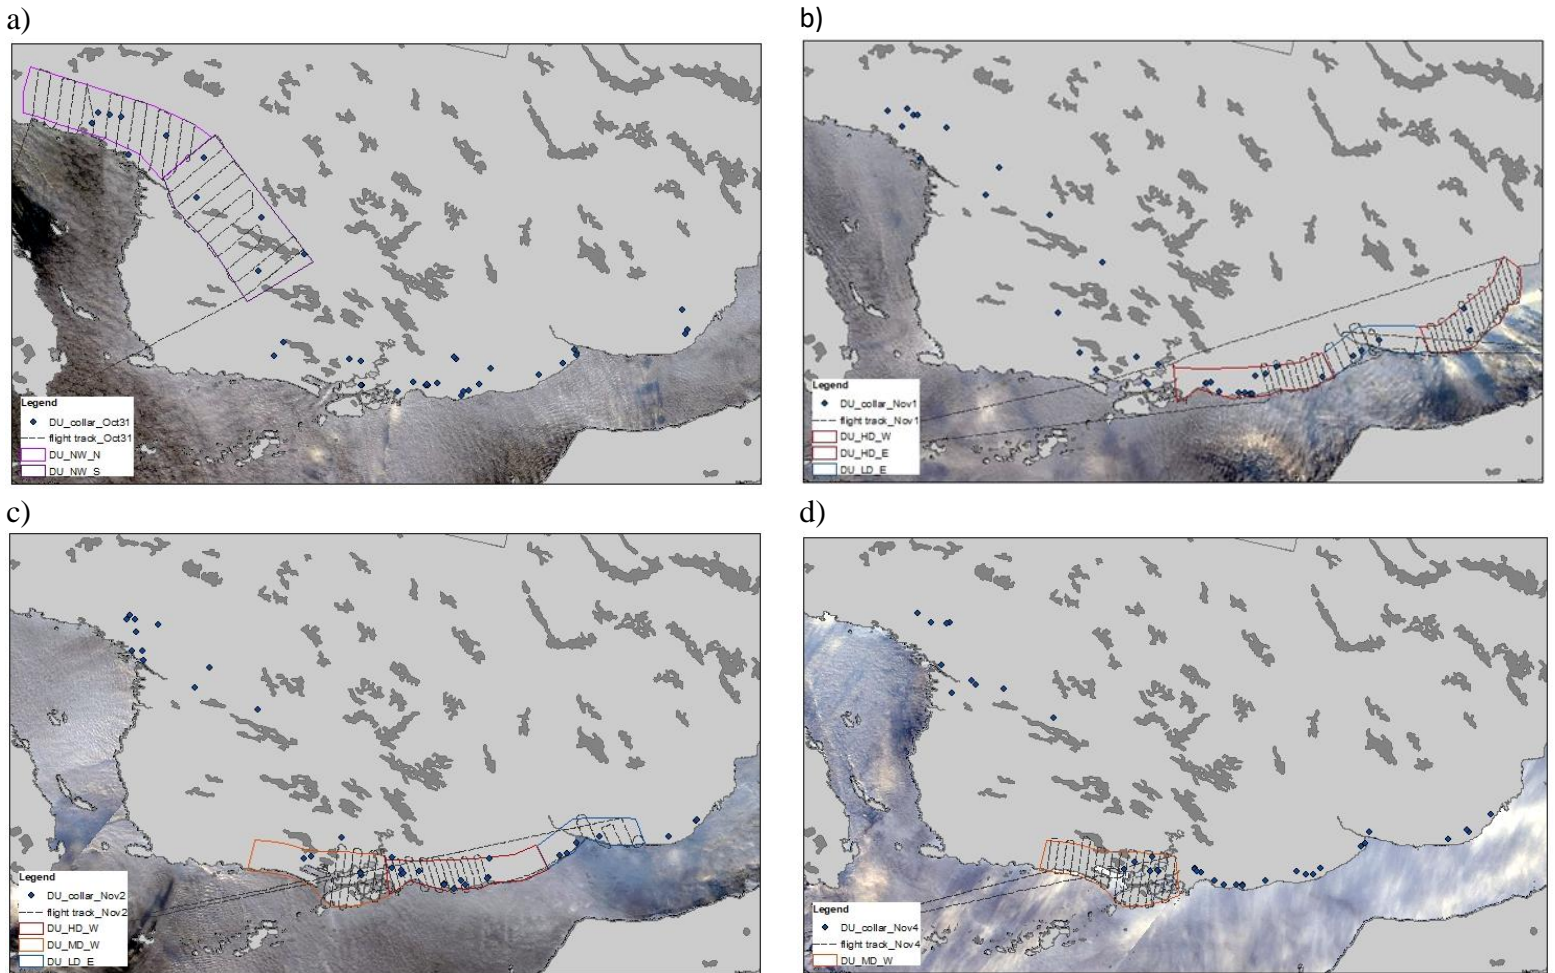 a)
b)
Legend
DU_collar_Oct31
flight track_Oct31
DU_NW_N
DU_NW_S
Legend
DU_collar_Nov1
flight track_Nov1
DU_HD_W
DU_HD_E
DU_LD_E
c)
d)
Legend
DU_collar_Nov2
flight track_Nov2
DU_HD_W
DU_MD_W
DU_LD_E
Legend
DU_collar_Nov4
flight track_Nov4
DU_MD_W